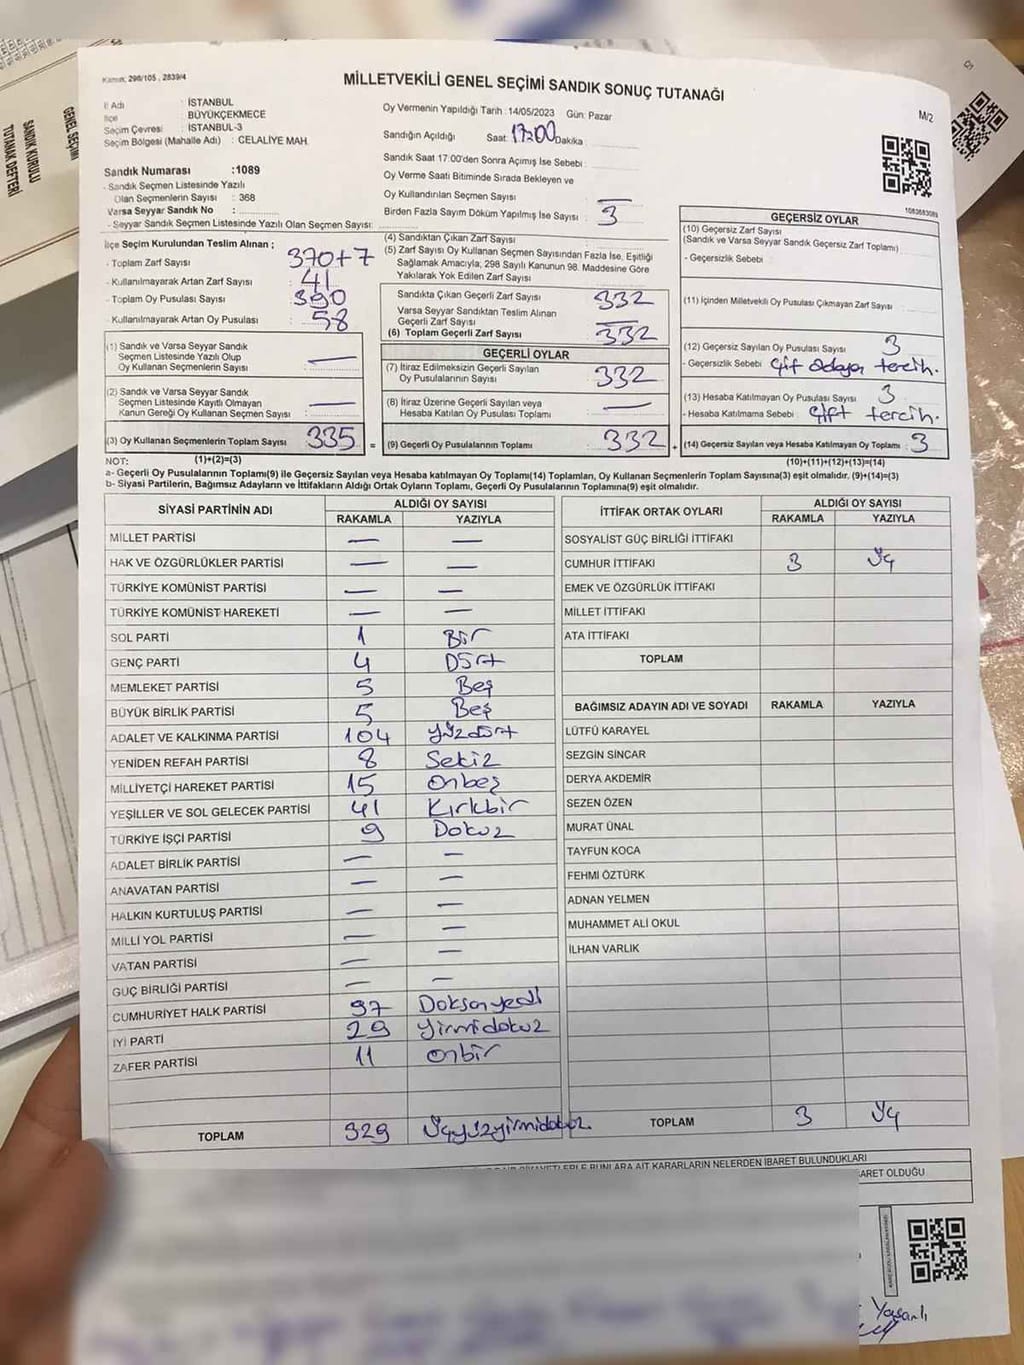 GENEL SEÇİMİ
SANDIK KURULU
TUTANAK DEFTERİ
Kanun: 298/105 , 2839/4
MİLLETVEKİLİ GENEL SEÇİMİ SANDIK SONUÇ TUTANAĞI
M/2
İl Adı : İSTANBUL
İlçe : BÜYÜKÇEKMECE
Seçim Çevresi : İSTANBUL-3
Seçim Bölgesi (Mahalle Adı) : CELALİYE MAH.
Oy Vermenin Yapıldığı Tarih : 14/05/2023 Gün: Pazar
Sandığın Açıldığı Saat: 17:00 Dakika
Sandık Saat 17:00'den Sonra Açımış İse Sebebi :
Oy Verme Saati Bitiminde Sırada Bekleyen ve
Oy Kullandırılan Seçmen Sayısı : —
Birden Fazla Sayım Döküm Yapılmış İse Sayısı : 3
Sandık Numarası :1089
- Sandık Seçmen Listesinde Yazılı
Olan Seçmenlerin Sayısı : 368
Varsa Seyyar Sandık No :
- Seyyar Sandık Seçmen Listesinde Yazılı Olan Seçmen Sayısı:
İlçe Seçim Kurulundan Teslim Alınan ;
- Toplam Zarf Sayısı : 370+7
- Kullanılmayarak Artan Zarf Sayısı : 41
- Toplam Oy Pusulası Sayısı : 390
- Kullanılmayarak Artan Oy Pusulası : 58
(1) Sandık ve Varsa Seyyar Sandık
Seçmen Listesinde Yazılı Olup
Oy Kullanan Seçmenlerin Sayısı : —
(2) Sandık ve Varsa Seyyar Sandık
Seçmen Listesinde Kayıtlı Olmayan
Kanun Gereği Oy Kullanan Seçmen Sayısı : —
(3) Oy Kullanan Seçmenlerin Toplam Sayısı : 335 =
(1)+(2)=(3)
(4) Sandıktan Çıkan Zarf Sayısı :
(5) Zarf Sayısı Oy Kullanan Seçmen Sayısından Fazla İse, Eşitliği
Sağlamak Amacıyla, 298 Sayılı Kanunun 98. Maddesine Göre
Yakılarak Yok Edilen Zarf Sayısı :
Sandıkta Çıkan Geçerli Zarf Sayısı : 332
Varsa Seyyar Sandıktan Teslim Alınan
Geçerli Zarf Sayısı : —
(6) Toplam Geçerli Zarf Sayısı : 332
GEÇERLİ OYLAR
(7) İtiraz Edilmeksizin Geçerli Sayılan
Oy Pusulalarının Sayısı : 332
(8) İtiraz Üzerine Geçerli Sayılan veya
Hesaba Katılan Oy Pusulası Toplamı : —
(9) Geçerli Oy Pusulalarının Toplamı : 332 +
1083683089
GEÇERSİZ OYLAR
(10) Geçersiz Zarf Sayısı
(Sandık ve Varsa Seyyar Sandık Geçersiz Zarf Toplamı)
- Geçersizlik Sebebi :
(11) İçinden Milletvekili Oy Pusulası Çıkmayan Zarf Sayısı :
(12) Geçersiz Sayılan Oy Pusulası Sayısı : 3
- Geçersizlik Sebebi : Çift adaya tercih.
(13) Hesaba Katılmayan Oy Pusulası Sayısı : 3
- Hesaba Katılmama Sebebi : Çift tercih.
(14) Geçersiz Sayılan veya Hesaba Katılmayan Oy Toplamı : 3
(10)+(11)+(12)+(13)=(14)
NOT:
a- Geçerli Oy Pusulalarının Toplamı(9) ile Geçersiz Sayılan veya Hesaba katılmayan Oy Toplamı(14) Toplamları, Oy Kullanan Seçmenlerin Toplam Sayısına(3) eşit olmalıdır. (9)+(14)=(3)
b- Siyasi Partilerin, Bağımsız Adayların ve İttifakların Aldığı Ortak Oyların Toplamı, Geçerli Oy Pusulalarının Toplamına(9) eşit olmalıdır.
SİYASİ PARTİNİN ADI ALDIĞI OY SAYISI
RAKAMLA YAZIYLA
MİLLET PARTİSİ — —
HAK VE ÖZGÜRLÜKLER PARTİSİ — —
TÜRKİYE KOMÜNİST PARTİSİ — —
TÜRKİYE KOMÜNİST HAREKETİ — —
SOL PARTİ 1 Bir
GENÇ PARTİ 4 Dört
MEMLEKET PARTİSİ 5 Beş
BÜYÜK BİRLİK PARTİSİ 5 Beş
ADALET VE KALKINMA PARTİSİ 104 yüzdört
YENİDEN REFAH PARTİSİ 8 Sekiz
MİLLİYETÇİ HAREKET PARTİSİ 15 Onbeş
YEŞİLLER VE SOL GELECEK PARTİSİ 41 Kırkbir
TÜRKİYE İŞÇİ PARTİSİ 9 Dokuz
ADALET BİRLİK PARTİSİ — —
ANAVATAN PARTİSİ — —
HALKIN KURTULUŞ PARTİSİ — —
MİLLİ YOL PARTİSİ — —
VATAN PARTİSİ — —
GÜÇ BİRLİĞİ PARTİSİ — —
CUMHURİYET HALK PARTİSİ 97 Doksanyedi
İYİ PARTİ 29 Yirmidokuz
ZAFER PARTİSİ 11 Onbir
TOPLAM 329 Üçyüzyirmidokuz.
İTTİFAK ORTAK OYLARI ALDIĞI OY SAYISI
RAKAMLA YAZIYLA
SOSYALİST GÜÇ BİRLİĞİ İTTİFAKI
CUMHUR İTTİFAKI 3 Üç
EMEK VE ÖZGÜRLÜK İTTİFAKI
MİLLET İTTİFAKI
ATA İTTİFAKI
TOPLAM
BAĞIMSIZ ADAYIN ADI VE SOYADI RAKAMLA YAZIYLA
LÜTFÜ KARAYEL
SEZGİN SİNCAR
DERYA AKDEMİR
SEZEN ÖZEN
MURAT ÜNAL
TAYFUN KOCA
FEHMİ ÖZTÜRK
ADNAN YELMEN
MUHAMMET ALİ OKUL
İLHAN VARLIK
TOPLAM 3 Üç
BUNLARA AİT KARARLARIN NELERDEN İBARET BULUNDUKLARI
OLDUĞU
Yaşarlı